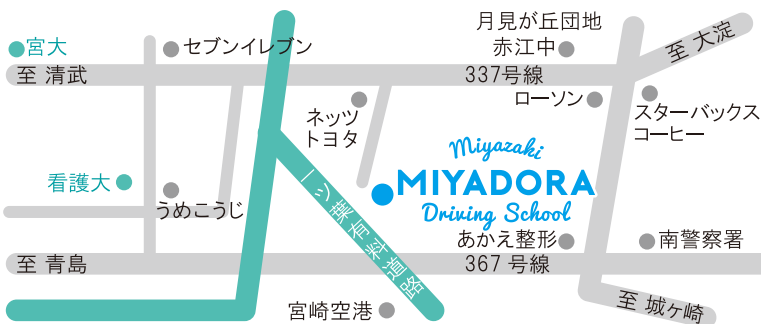 月見が丘団地
宮大
セブンイレブン
赤江中
至 大淀
至 清武
337号線
ネッツ
トヨタ
ローソン
スターバックス
コーヒー
Miyazaki
看護大
一ツ葉有料道路
MIYADORA
うめこうじ
Driving School
あかえ整形
南警察署
至 青島
367 号線
宮崎空港
至 城ヶ崎